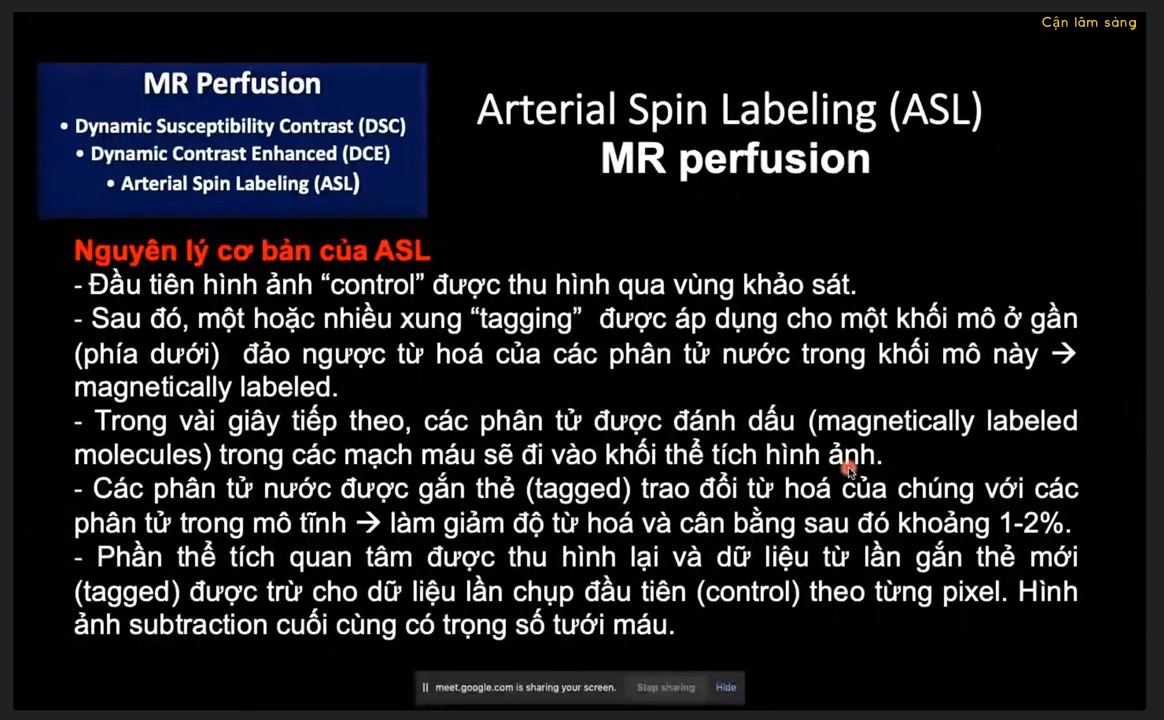 Cận lâm sàng
MR Perfusion
• Dynamic Susceptibility Contrast (DSC)
• Dynamic Contrast Enhanced (DCE)
• Arterial Spin Labeling (ASL)
Arterial Spin Labeling (ASL)
MR perfusion
Nguyên lý cơ bản của ASL
- Đầu tiên hình ảnh “control” được thu hình qua vùng khảo sát.
- Sau đó, một hoặc nhiều xung “tagging” được áp dụng cho một khối mô ở gần
(phía dưới) đảo ngược từ hoá của các phân tử nước trong khối mô này →
magnetically labeled.
- Trong vài giây tiếp theo, các phân tử được đánh dấu (magnetically labeled
molecules) trong các mạch máu sẽ đi vào khối thể tích hình ảnh.
- Các phân tử nước được gắn thẻ (tagged) trao đổi từ hoá của chúng với các
phân tử trong mô tĩnh → làm giảm độ từ hoá và cân bằng sau đó khoảng 1-2%.
- Phần thể tích quan tâm được thu hình lại và dữ liệu từ lần gắn thẻ mới
(tagged) được trừ cho dữ liệu lần chụp đầu tiên (control) theo từng pixel. Hình
ảnh subtraction cuối cùng có trọng số tưới máu.
meet.google.com is sharing your screen. Stop sharing Hide